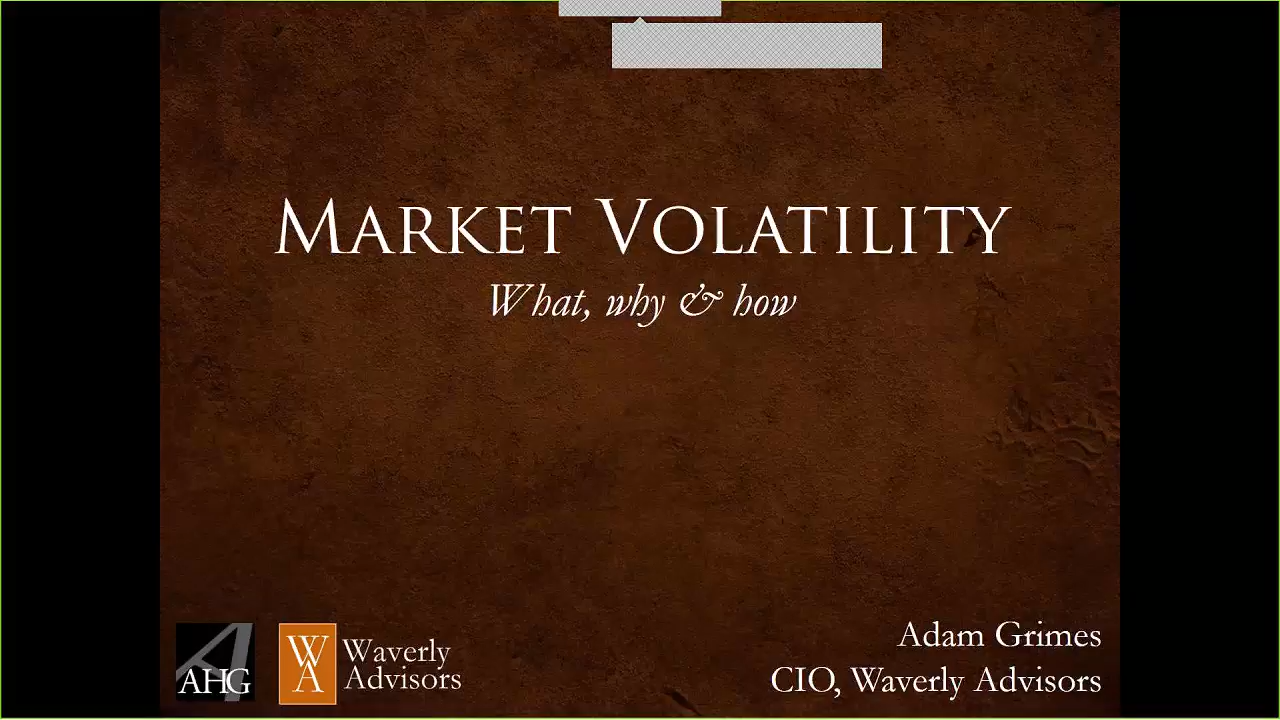 MARKET VOLATILITY
What, why & how
AHG
WA
Waverly
Advisors
Adam Grimes
CIO, Waverly Advisors